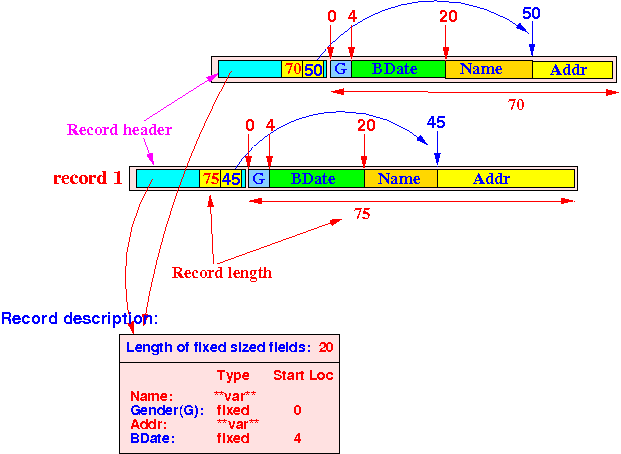 0 4 20 50
70 50 G BDate Name Addr
70
Record header
0 4 20 45
record 1 75 45 G BDate Name Addr
75
Record length
Record description:
Length of fixed sized fields: 20
Type Start Loc
Name: **var**
Gender(G): fixed 0
Addr: **var**
BDate: fixed 4